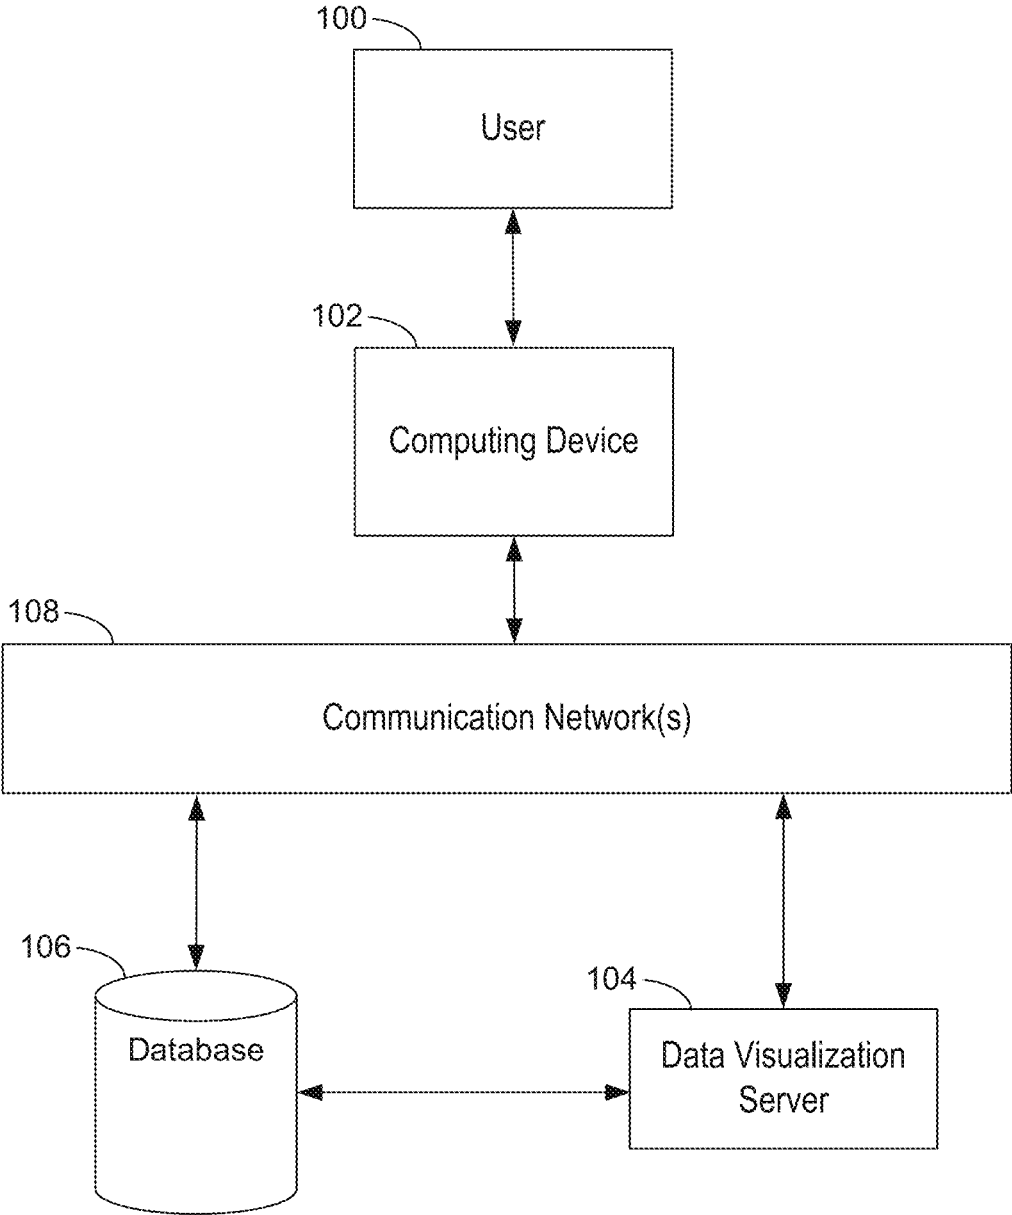 100
User
102
Computing Device
108
Communication Network(s)
106
Database
104
Data Visualization
Server